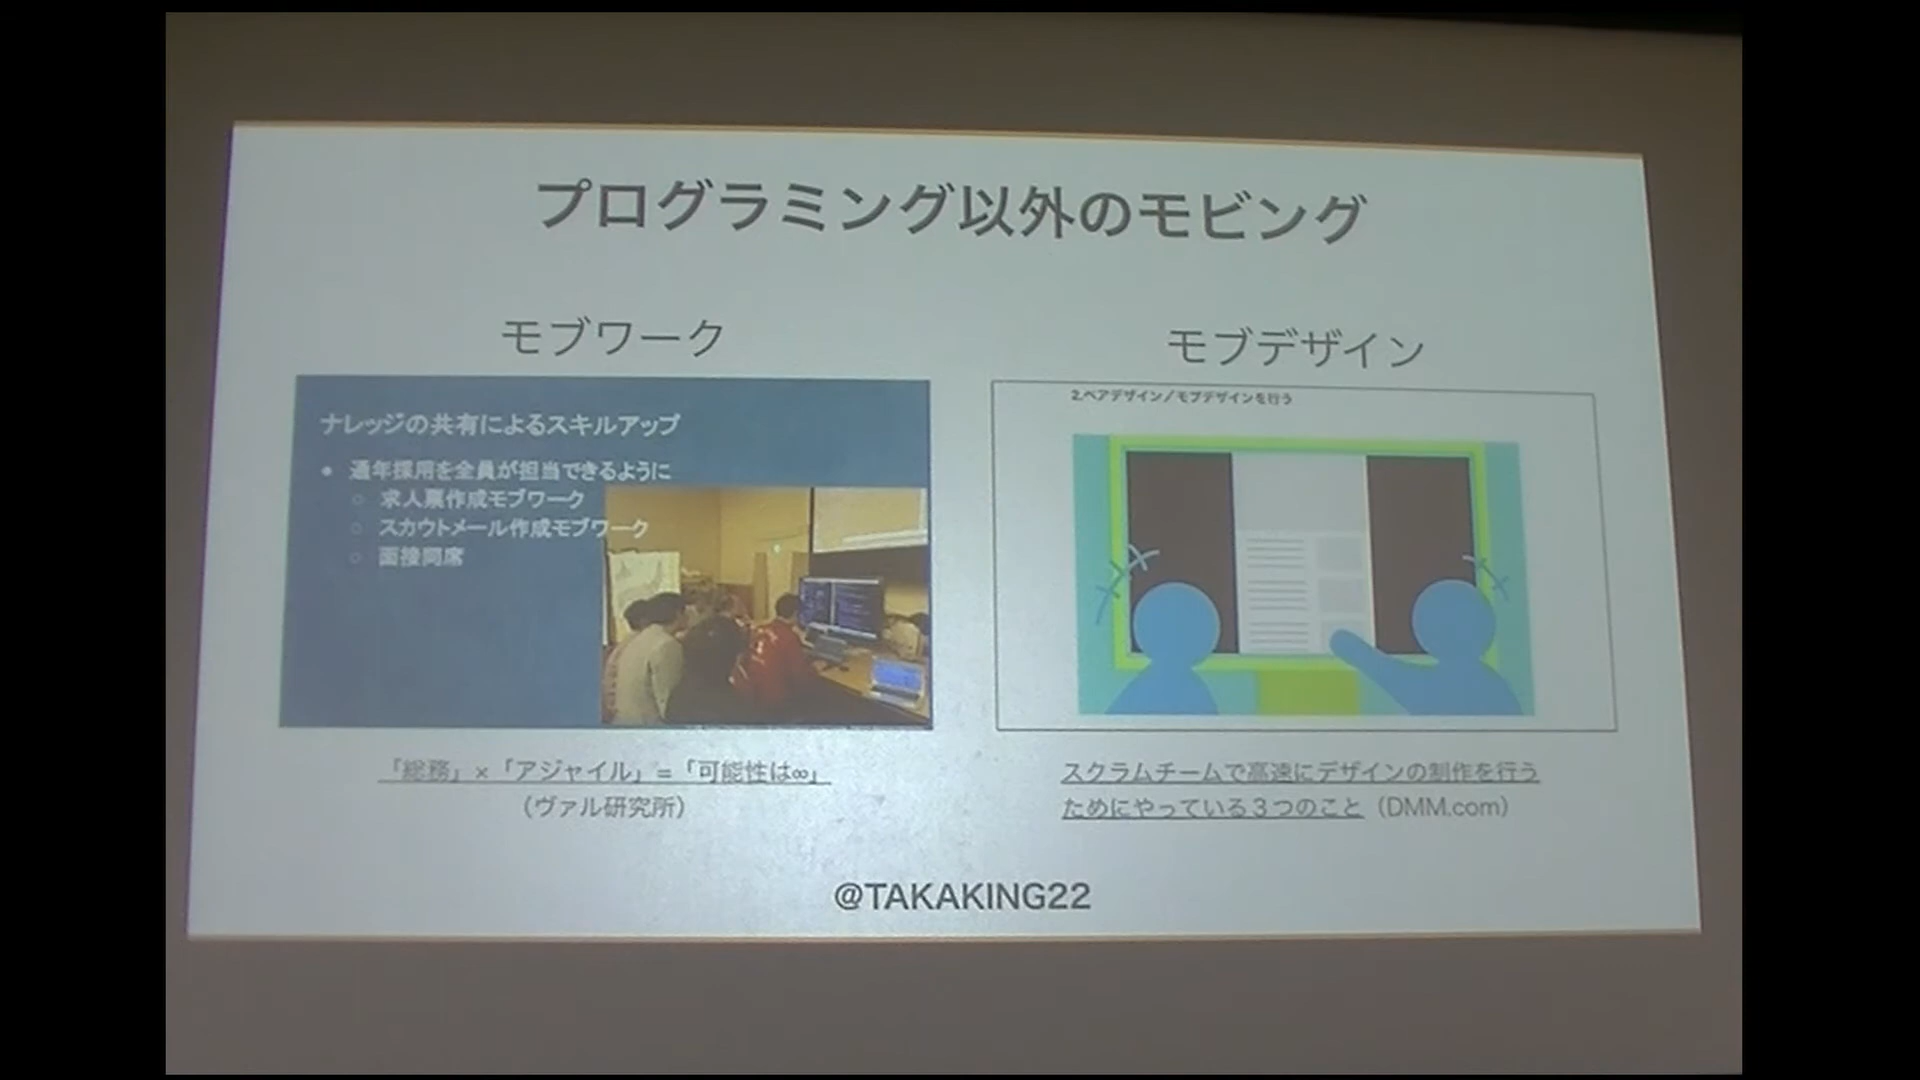 プログラミング以外のモビング
モブワーク
ナレッジの共有によるスキルアップ
● 通年採用を全員が担当できるように
○ 求人票作成モブワーク
○ スカウトメール作成モブワーク
○ 面接同席
「総務」×「アジャイル」=「可能性は∞」
（ヴァル研究所）
モブデザイン
2.ペアデザイン／モブデザインを行う
スクラムチームで高速にデザインの制作を行う
ためにやっている３つのこと（DMM.com）
@TAKAKING22